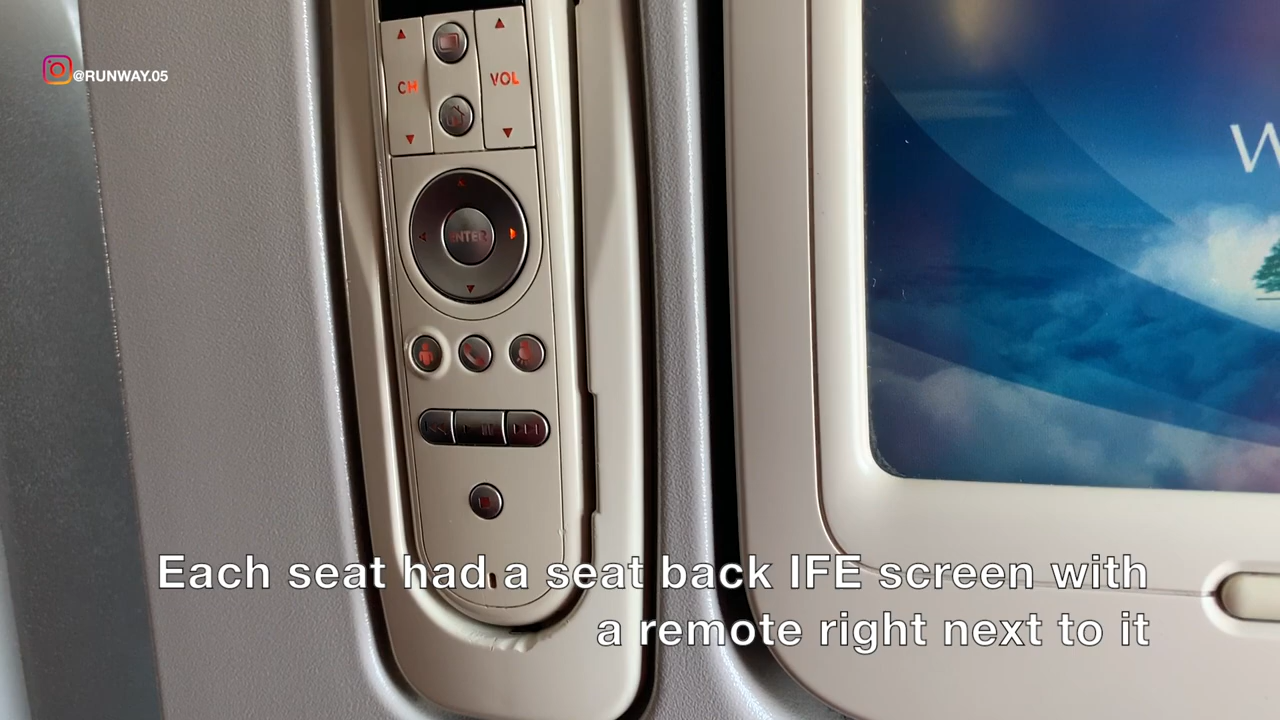 @RUNWAY.05
CH
VOL
ENTER
W
Each seat had a seat back IFE screen with
a remote right next to it